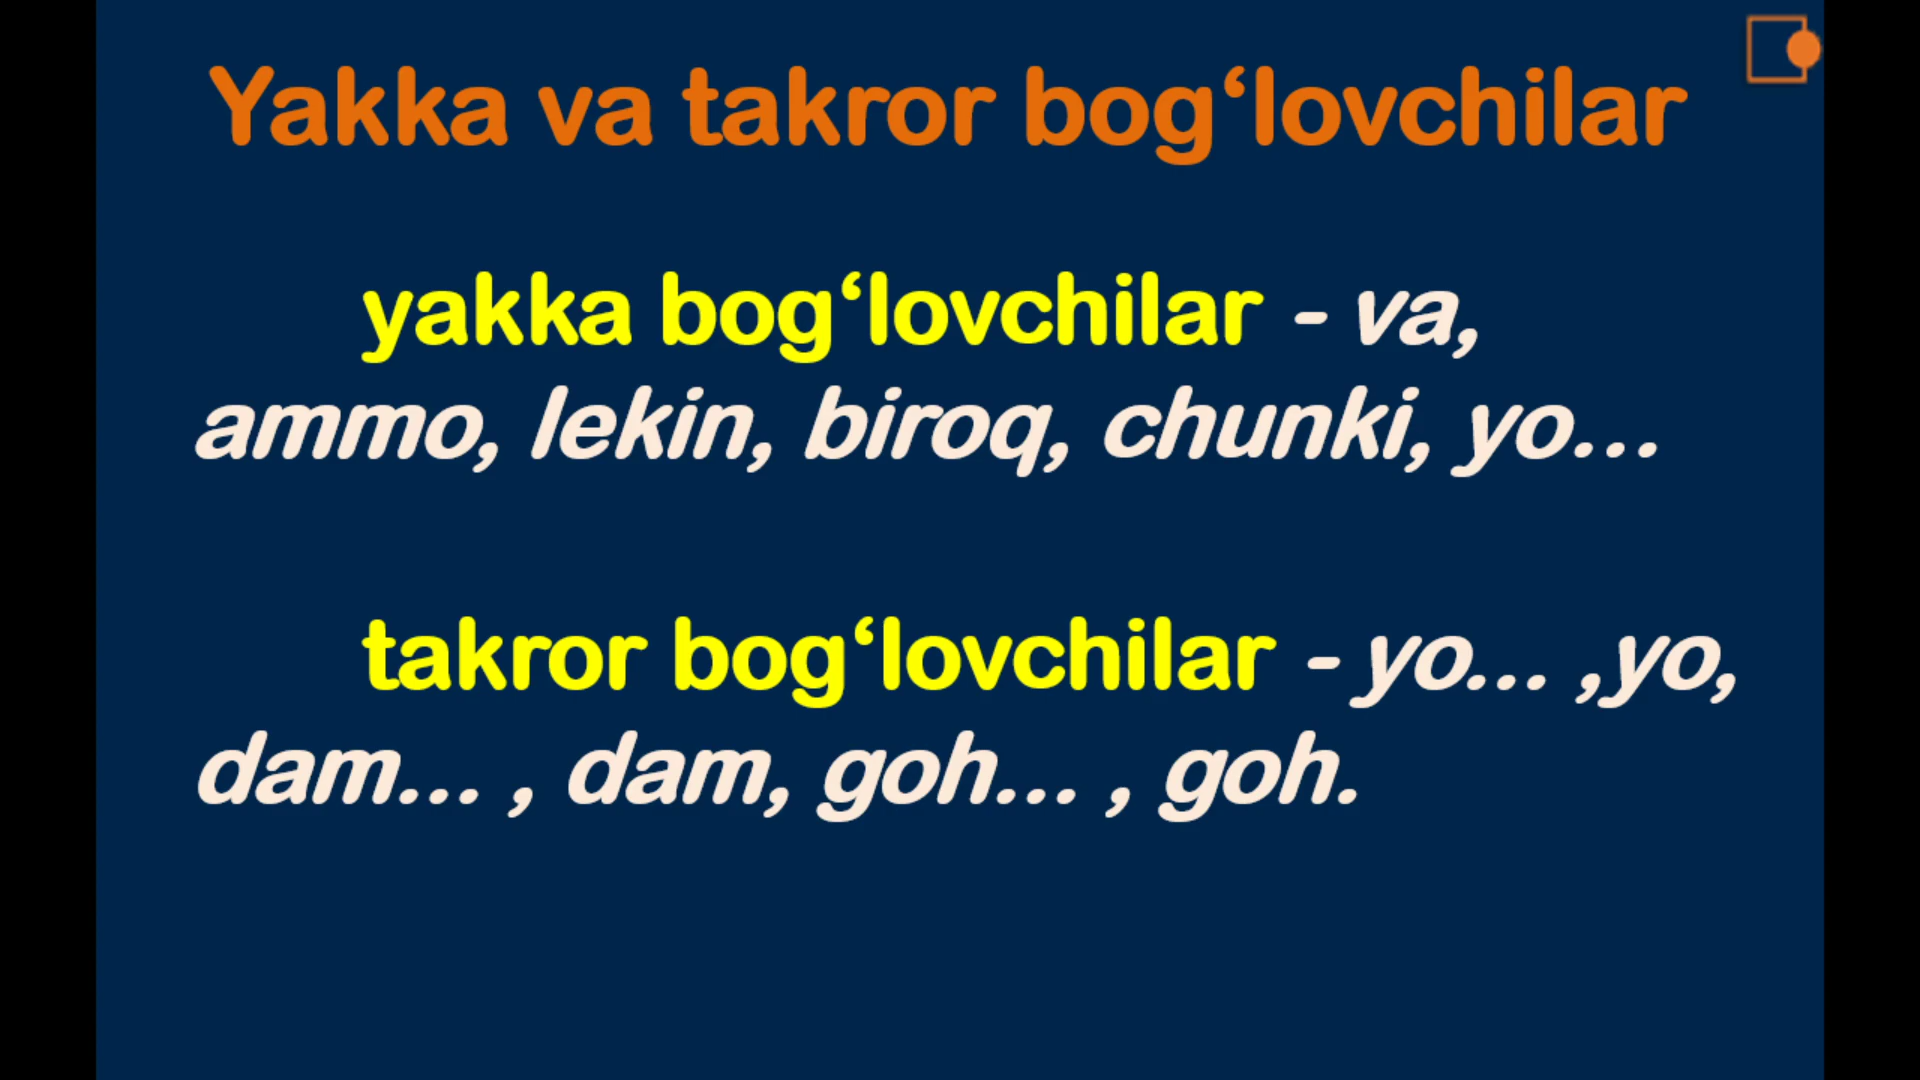 Yakka va takror bog‘lovchilar
yakka bog‘lovchilar - va,
ammo, lekin, biroq, chunki, yo...
takror bog‘lovchilar - yo... ,yo,
dam... , dam, goh... , goh.